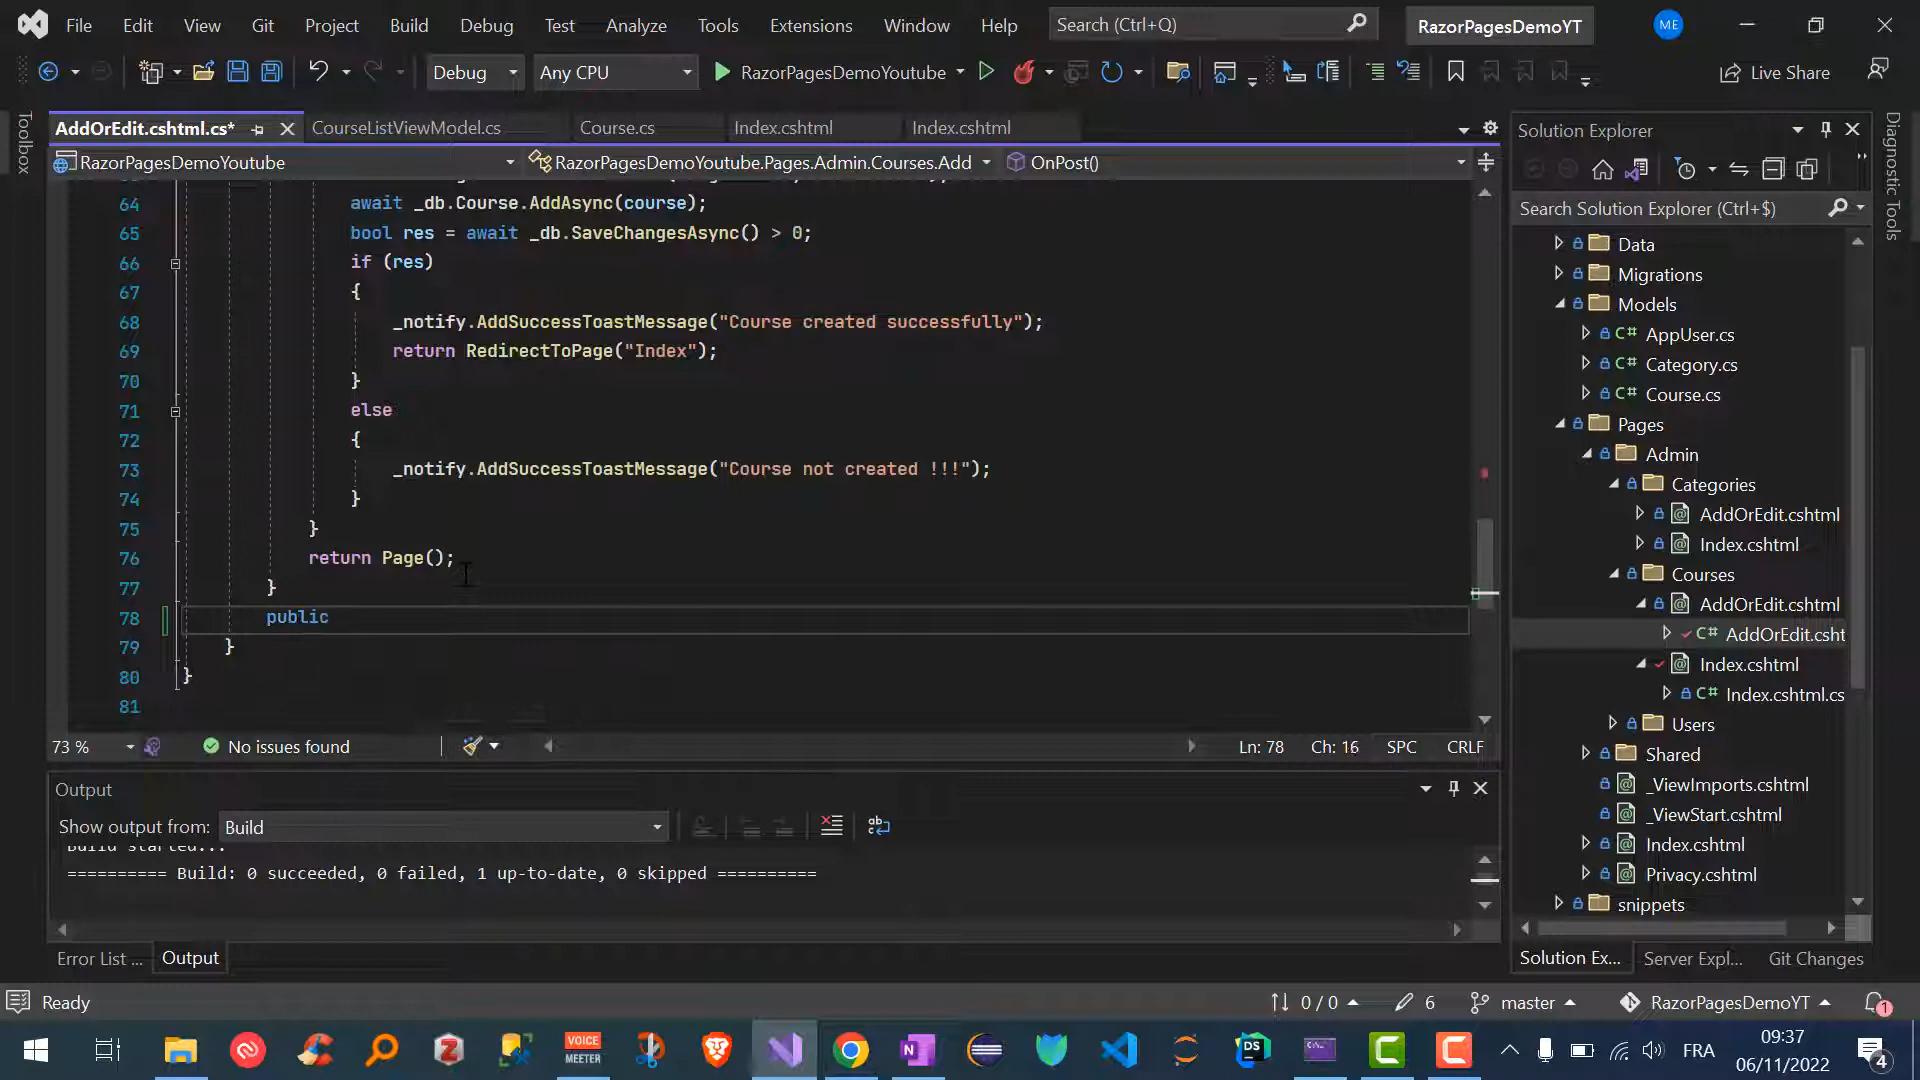 File Edit View Git Project Build Debug Test Analyze Tools Extensions Window Help Search (Ctrl+Q) RazorPagesDemoYT ME
Debug Any CPU RazorPagesDemoYoutube Live Share
Toolbox
AddOrEdit.cshtml.cs* CourseListViewModel.cs Course.cs Index.cshtml Index.cshtml
RazorPagesDemoYoutube RazorPagesDemoYoutube.Pages.Admin.Courses.Add OnPost()
64 await _db.Course.AddAsync(course);
65 bool res = await _db.SaveChangesAsync() > 0;
66 if (res)
67 {
68 _notify.AddSuccessToastMessage("Course created successfully");
69 return RedirectToPage("Index");
70 }
71 else
72 {
73 _notify.AddSuccessToastMessage("Course not created !!!");
74 }
75 }
76 return Page();
77 }
78 public
79 }
80 }
81
73 % No issues found Ln: 78 Ch: 16 SPC CRLF
Output
Show output from: Build
Build started...
========== Build: 0 succeeded, 0 failed, 1 up-to-date, 0 skipped ==========
Error List ... Output
Solution Explorer
Search Solution Explorer (Ctrl+$)
Data
Migrations
Models
C# AppUser.cs
C# Category.cs
C# Course.cs
Pages
Admin
Categories
AddOrEdit.cshtml
Index.cshtml
Courses
AddOrEdit.cshtml
C# AddOrEdit.csht
Index.cshtml
C# Index.cshtml.cs
Users
Shared
_ViewImports.cshtml
_ViewStart.cshtml
Index.cshtml
Privacy.cshtml
snippets
Solution Ex... Server Expl... Git Changes
Diagnostic Tools
Ready 0 / 0 6 master RazorPagesDemoYT 1
VOICE
MEETER
N
DS
C
C
FRA
09:37
06/11/2022
4